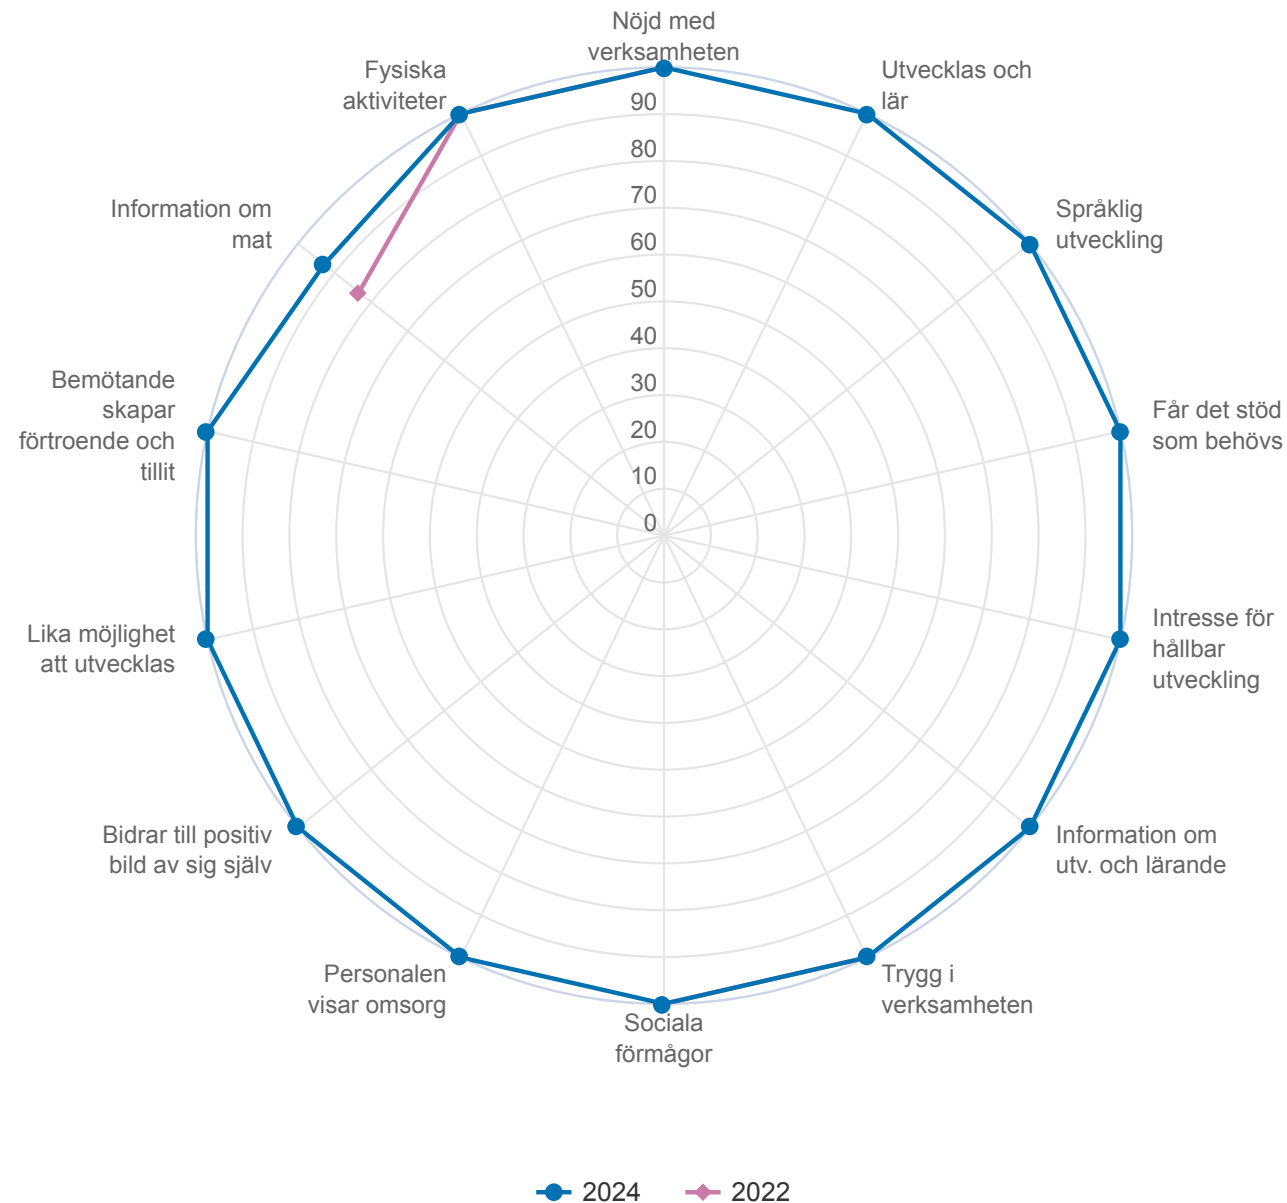 Nöjd med
verksamheten
Utvecklas och
lär
Språklig
utveckling
Får det stöd
som behövs
Intresse för
hållbar
utveckling
Information om
utv. och lärande
Trygg i
verksamheten
Sociala
förmågor
Personalen
visar omsorg
Bidrar till positiv
bild av sig själv
Lika möjlighet
att utvecklas
Bemötande
skapar
förtroende och
tillit
Information om
mat
Fysiska
aktiviteter
90
80
70
60
50
40
30
20
10
0
2024
2022